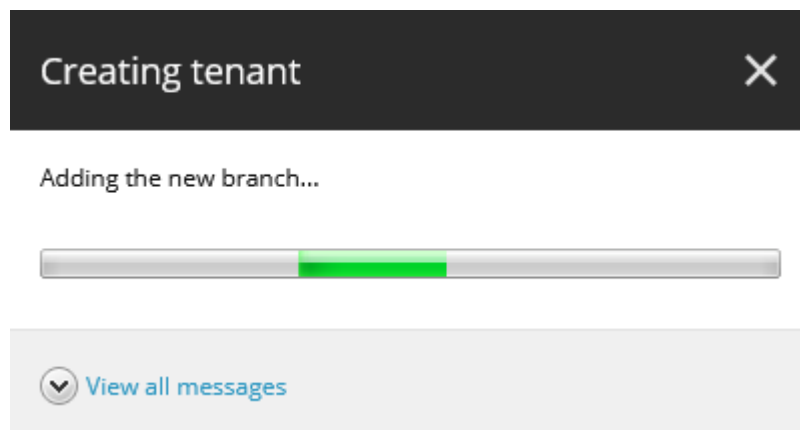 Creating tenant
Adding the new branch...
View all messages